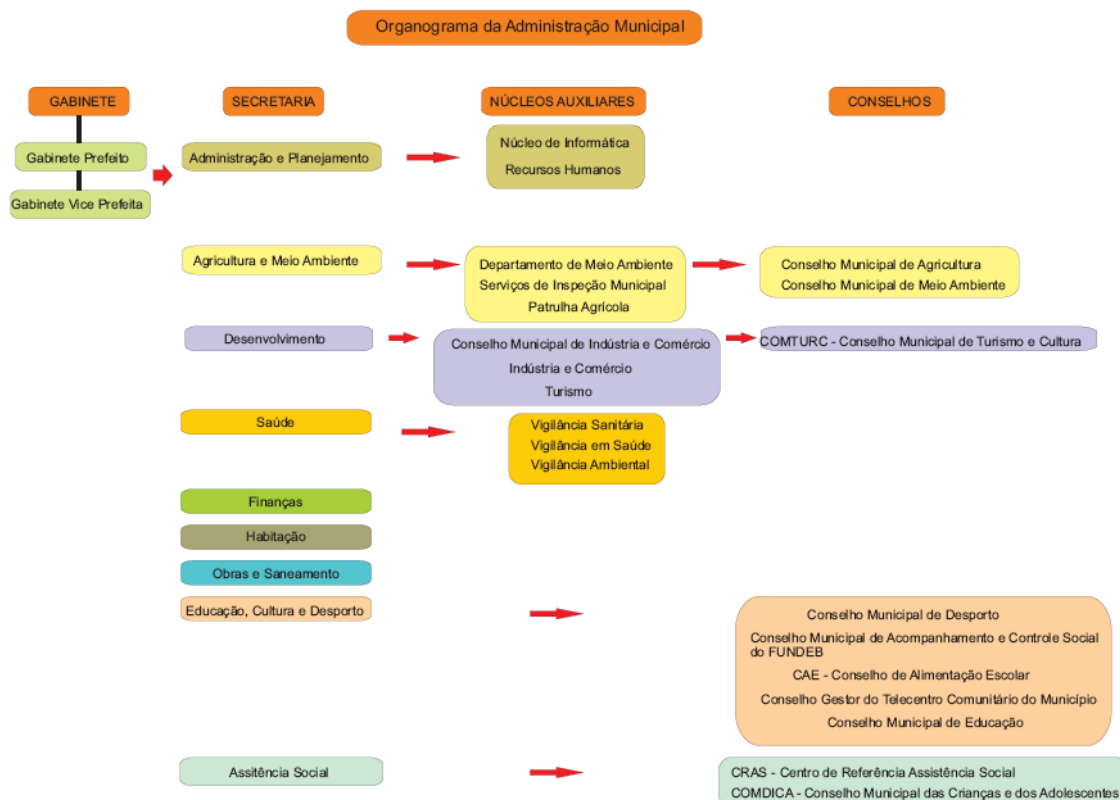 Organograma da Administração Municipal
GABINETE
SECRETARIA
NÚCLEOS AUXILIARES
CONSELHOS
Gabinete Prefeito
Gabinete Vice Prefeita
Administração e Planejamento
Núcleo de Informática
Recursos Humanos
Agricultura e Meio Ambiente
Departamento de Meio Ambiente
Serviços de Inspeção Municipal
Patrulha Agrícola
Conselho Municipal de Agricultura
Conselho Municipal de Meio Ambiente
Desenvolvimento
Conselho Municipal de Indústria e Comércio
Indústria e Comércio
Turismo
COMTURC - Conselho Municipal de Turismo e Cultura
Saúde
Vigilância Sanitária
Vigilância em Saúde
Vigilância Ambiental
Finanças
Habitação
Obras e Saneamento
Educação, Cultura e Desporto
Conselho Municipal de Desporto
Conselho Municipal de Acompanhamento e Controle Social
do FUNDEB
CAE - Conselho de Alimentação Escolar
Conselho Gestor do Telecentro Comunitário do Município
Conselho Municipal de Educação
Assitência Social
CRAS - Centro de Referência Assistência Social
COMDICA - Conselho Municipal das Crianças e dos Adolescentes